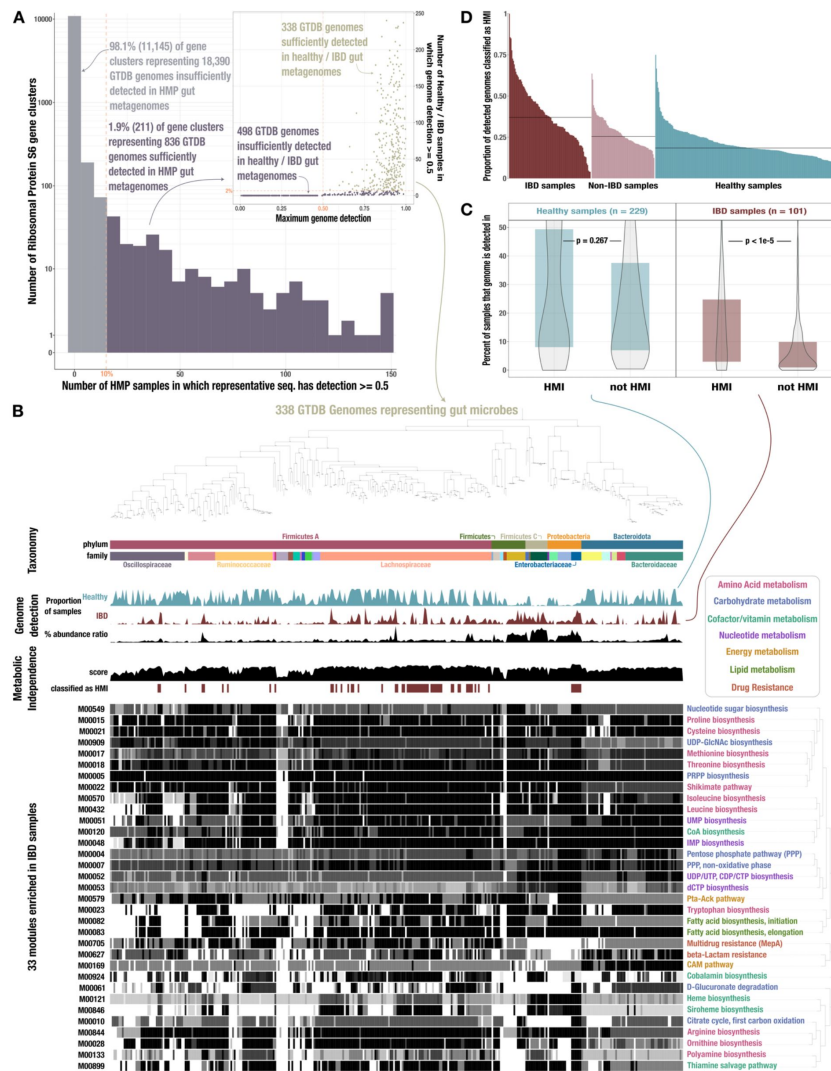 A
Number of Ribosomal Protein S6 gene clusters
10000
1000
100
10
1
0
98.1% (11,145) of gene
clusters representing 18,390
GTDB genomes insufficiently
detected in HMP gut
metagenomes
1.9% (211) of gene clusters
representing 836 GTDB
genomes sufficiently
detected in HMP gut
metagenomes
338 GTDB genomes
sufficiently detected
in healthy / IBD gut
metagenomes
498 GTDB genomes
insufficiently detected
in healthy / IBD gut
metagenomes
Number of Healthy / IBD samples in
which genome detection >= 0.5
250
200
150
100
50
0
2%
0.00
0.25
0.50
0.75
1.00
Maximum genome detection
0
15%
50
100
150
Number of HMP samples in which representative seq. has detection >= 0.5
D
Proportion of detected genomes classified as HMI
1
0.75
0.5
0.25
0
IBD samples
Non-IBD samples
Healthy samples
C
Percent of samples that genome is detected in
50
40
30
20
10
0
Healthy samples (n = 229)
IBD samples (n = 101)
p = 0.267
p < 1e-5
HMI
not HMI
HMI
not HMI
B
338 GTDB Genomes representing gut microbes
Taxonomy
phylum
Firmicutes A
Firmicutes
Firmicutes C
Proteobacteria
Bacteroidota
family
Oscillospiraceae
Ruminococcaceae
Lachnospiraceae
Enterobacteriaceae
Bacteroidaceae
Genome
detection
Proportion
of samples
Healthy
IBD
% abundance ratio
Metabolic
Independence
score
classified as HMI
Amino Acid metabolism
Carbohydrate metabolism
Cofactor/vitamin metabolism
Nucleotide metabolism
Energy metabolism
Lipid metabolism
Drug Resistance
33 modules enriched in IBD samples
M00549 Nucleotide sugar biosynthesis
M00015 Proline biosynthesis
M00021 Cysteine biosynthesis
M00909 UDP-GlcNAc biosynthesis
M00017 Methionine biosynthesis
M00018 Threonine biosynthesis
M00005 PRPP biosynthesis
M00022 Shikimate pathway
M00570 Isoleucine biosynthesis
M00432 Leucine biosynthesis
M00051 UMP biosynthesis
M00120 CoA biosynthesis
M00048 IMP biosynthesis
M00004 Pentose phosphate pathway (PPP)
M00007 PPP, non-oxidative phase
M00052 UDP/UTP, CDP/CTP biosynthesis
M00053 dCTP biosynthesis
M00579 Pta-Ack pathway
M00023 Tryptophan biosynthesis
M00082 Fatty acid biosynthesis, initiation
M00083 Fatty acid biosynthesis, elongation
M00705 Multidrug resistance (MepA)
M00627 beta-Lactam resistance
M00169 CAM pathway
M00924 Cobalamin biosynthesis
M00061 D-Glucuronate degradation
M00121 Heme biosynthesis
M00846 Siroheme biosynthesis
M00010 Citrate cycle, first carbon oxidation
M00844 Arginine biosynthesis
M00028 Ornithine biosynthesis
M00133 Polyamine biosynthesis
M00899 Thiamine salvage pathway